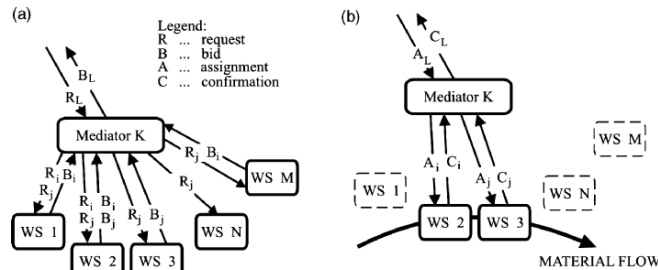 (a)
Legend:
R ... request
B ... bid
A ... assignment
C ... confirmation
B_L
R_L
Mediator K
R_i B_i
R_j
R_i B_i
R_j B_j
R_j B_j
R_j
R_j B_i
WS M
WS 1
WS 2
WS 3
WS N
(b)
C_L
A_L
Mediator K
A_i C_i
A_j C_j
WS M
WS 1
WS N
WS 2
WS 3
MATERIAL FLOW